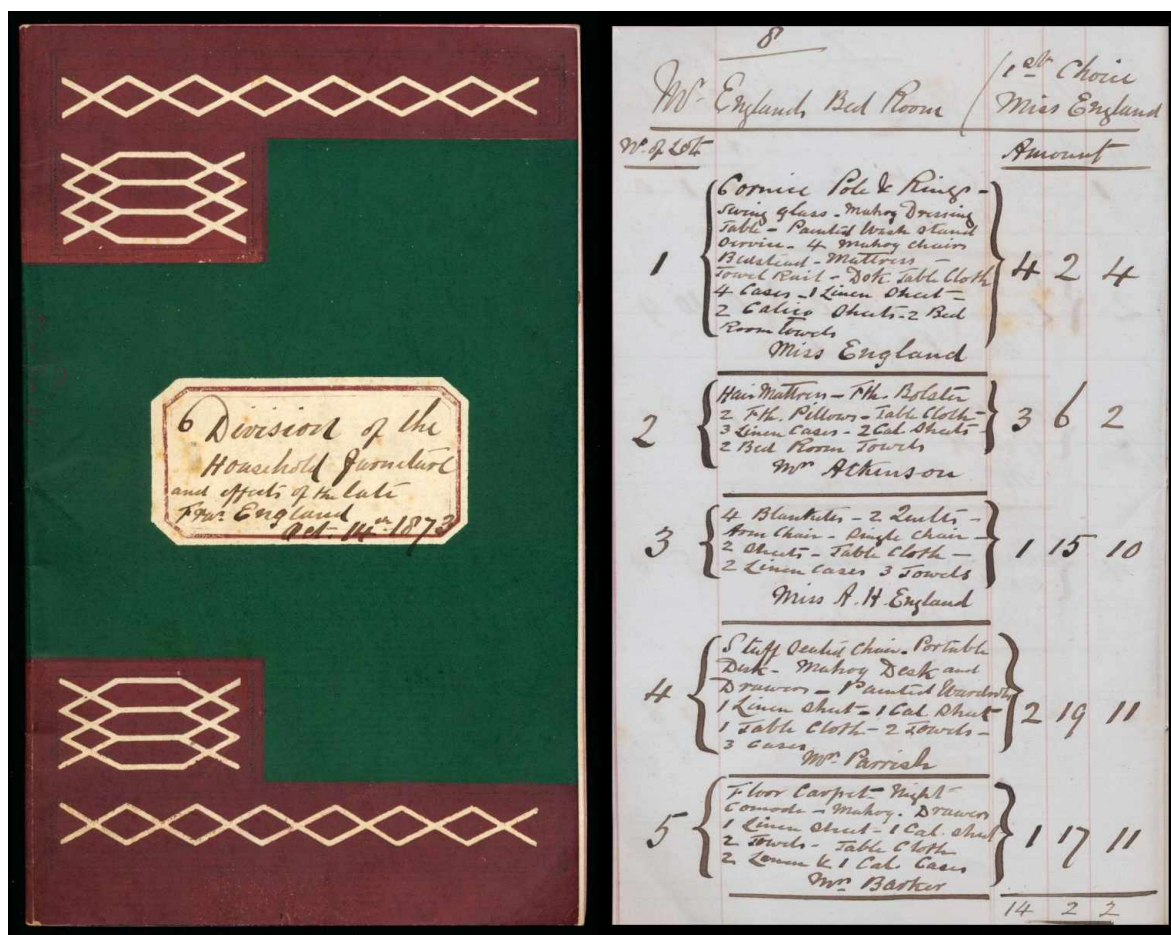 6 Division of the
Household furniture
and effects of the late
Fras. England
Oct. 14th 1873
8
Mr. England's Bed Room
1st Choice
Miss England
No. of Lots
Amount
1
Cornice Pole & Rings -
Swing glass - Mahog Dressing
Table - Painted Wash stand
Service - 4 Mahog chairs
Bedstead - Mattress -
Towel Rail - Table Cloth
4 Cases - 1 Linen Sheet -
2 Calico Sheets - 2 Bed
Room Towels
Miss England
4 2 4
2
Hair Mattress - Fth. Bolster
2 Fth. Pillows - Table Cloth -
3 Linen Cases - 2 Cal. Sheets -
2 Bed Room Towels
Mr Atkinson
3 6 2
3
4 Blankets - 2 Quilts -
Arm Chair - Single Chair -
2 Sheets - Table Cloth -
2 Linen Cases 3 Towels
Miss A. H. England
1 15 10
4
Stuff Seated Chair - Portable
Desk - Mahog Desk and
Drawers - Painted Wardrobe
1 Linen Sheet - 1 Cal. Sheet
1 Table Cloth - 2 Towels -
3 Cases
Mr. Parrish
2 19 11
5
Floor Carpet - Night
Comode - Mahog. Drawers
1 Linen Sheet - 1 Cal. Sheet
2 Towels - Table Cloth
2 Linen & 1 Cal. Cases
Mr. Barker
1 17 11
14 2 2